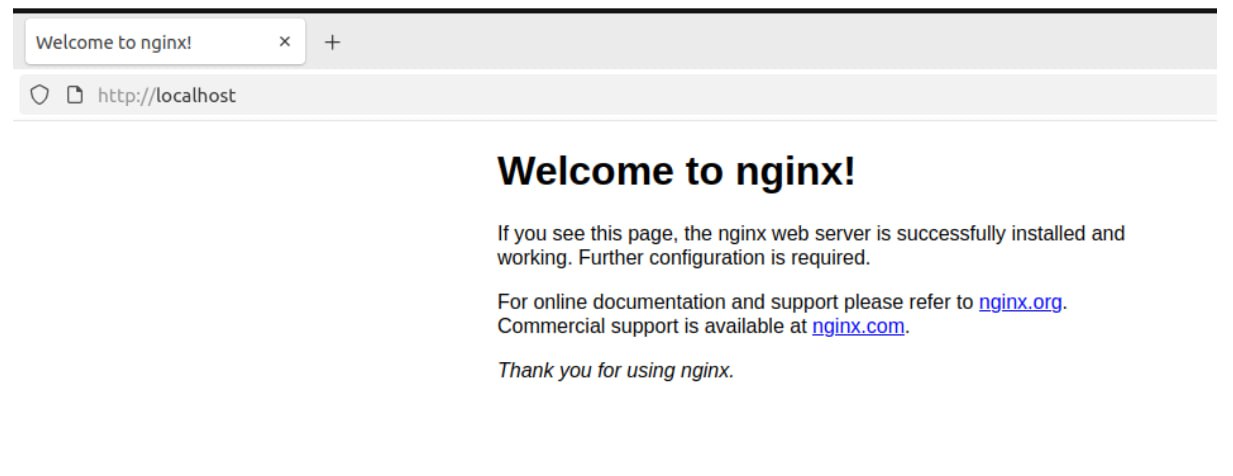 Welcome to nginx!
http://localhost
Welcome to nginx!
If you see this page, the nginx web server is successfully installed and
working. Further configuration is required.
For online documentation and support please refer to nginx.org.
Commercial support is available at nginx.com.
Thank you for using nginx.